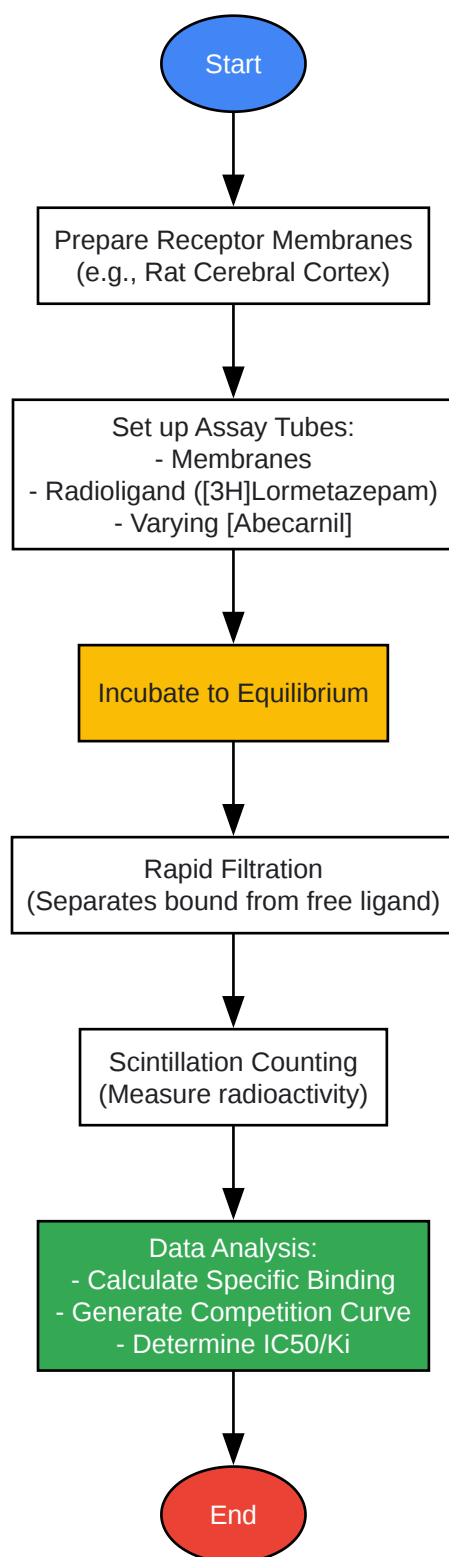 Start
Prepare Receptor Membranes
(e.g., Rat Cerebral Cortex)
Set up Assay Tubes:
- Membranes
- Radioligand ([3H]Lormetazepam)
- Varying [Abecarnil]
Incubate to Equilibrium
Rapid Filtration
(Separates bound from free ligand)
Scintillation Counting
(Measure radioactivity)
Data Analysis:
- Calculate Specific Binding
- Generate Competition Curve
- Determine IC50/Ki
End